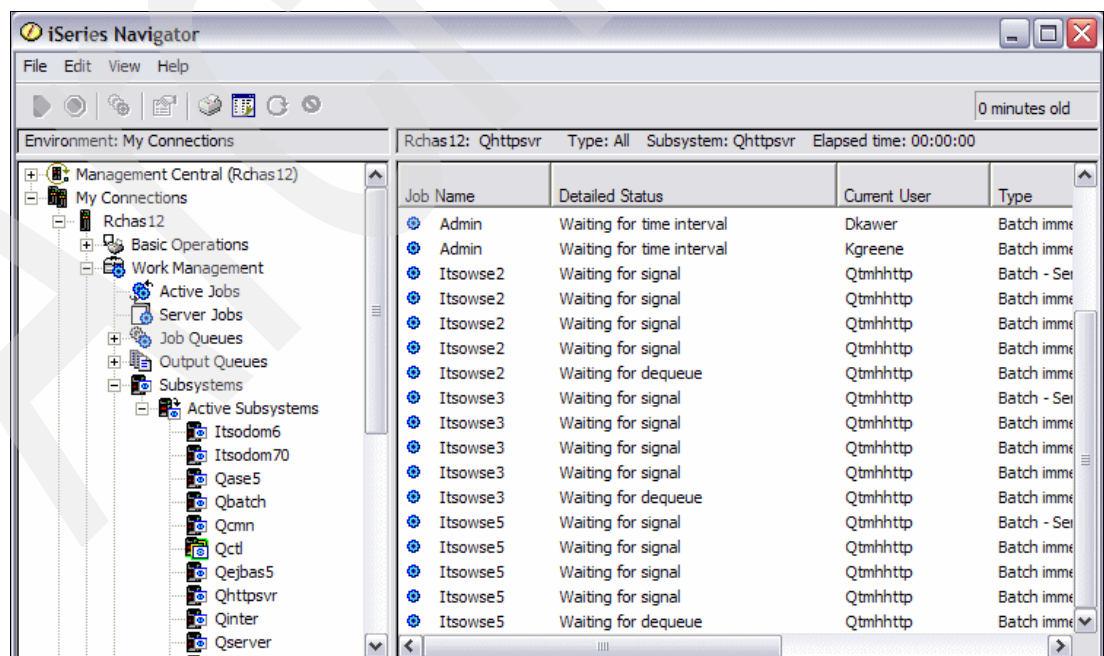 iSeries Navigator
File Edit View Help
0 minutes old
Environment: My Connections
Rchas12: Qhttpsvr Type: All Subsystem: Qhttpsvr Elapsed time: 00:00:00
Management Central (Rchas12)
My Connections
Rchas12
Basic Operations
Work Management
Active Jobs
Server Jobs
Job Queues
Output Queues
Subsystems
Active Subsystems
Itsodom6
Itsodom70
Qase5
Qbatch
Qcmn
Qctl
Qejbas5
Qhttpsvr
Qinter
Qserver
Job Name Detailed Status Current User Type
Admin Waiting for time interval Dkawer Batch imme
Admin Waiting for time interval Kgreene Batch imme
Itsowse2 Waiting for signal Qtmhhttp Batch - Ser
Itsowse2 Waiting for signal Qtmhhttp Batch imme
Itsowse2 Waiting for signal Qtmhhttp Batch imme
Itsowse2 Waiting for signal Qtmhhttp Batch imme
Itsowse2 Waiting for dequeue Qtmhhttp Batch imme
Itsowse3 Waiting for signal Qtmhhttp Batch - Ser
Itsowse3 Waiting for signal Qtmhhttp Batch imme
Itsowse3 Waiting for signal Qtmhhttp Batch imme
Itsowse3 Waiting for signal Qtmhhttp Batch imme
Itsowse3 Waiting for dequeue Qtmhhttp Batch imme
Itsowse5 Waiting for signal Qtmhhttp Batch - Ser
Itsowse5 Waiting for signal Qtmhhttp Batch imme
Itsowse5 Waiting for signal Qtmhhttp Batch imme
Itsowse5 Waiting for signal Qtmhhttp Batch imme
Itsowse5 Waiting for dequeue Qtmhhttp Batch imme